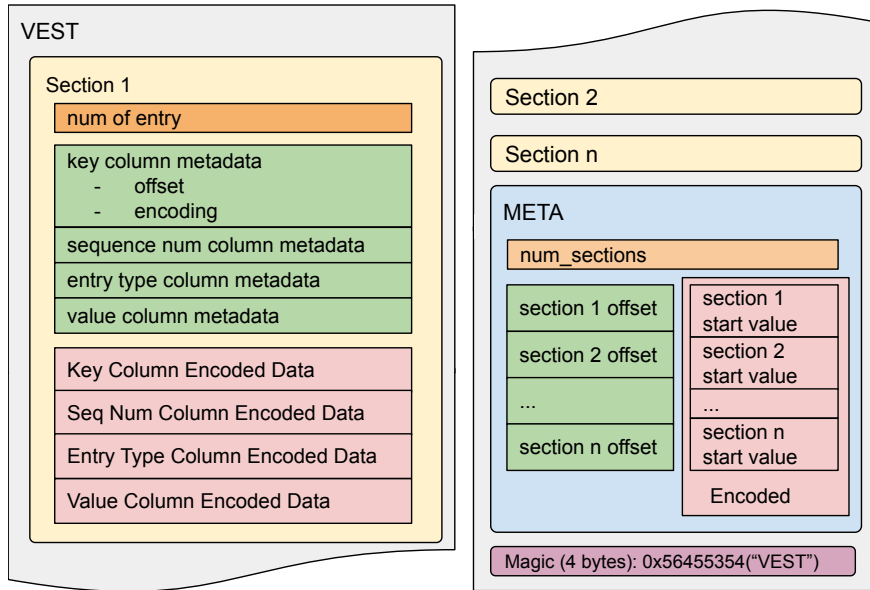 VEST
Section 1
num of entry
key column metadata
- offset
- encoding
sequence num column metadata
entry type column metadata
value column metadata
Key Column Encoded Data
Seq Num Column Encoded Data
Entry Type Column Encoded Data
Value Column Encoded Data
Section 2
Section n
META
num_sections
section 1 offset
section 2 offset
...
section n offset
section 1
start value
section 2
start value
...
section n
start value
Encoded
Magic (4 bytes): 0x56455354(“VEST”)